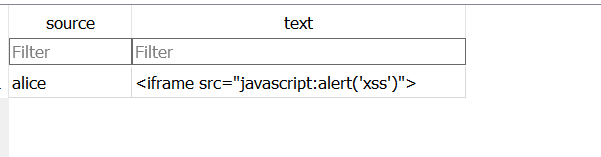 source text
Filter Filter
alice <iframe src="javascript:alert('xss')">